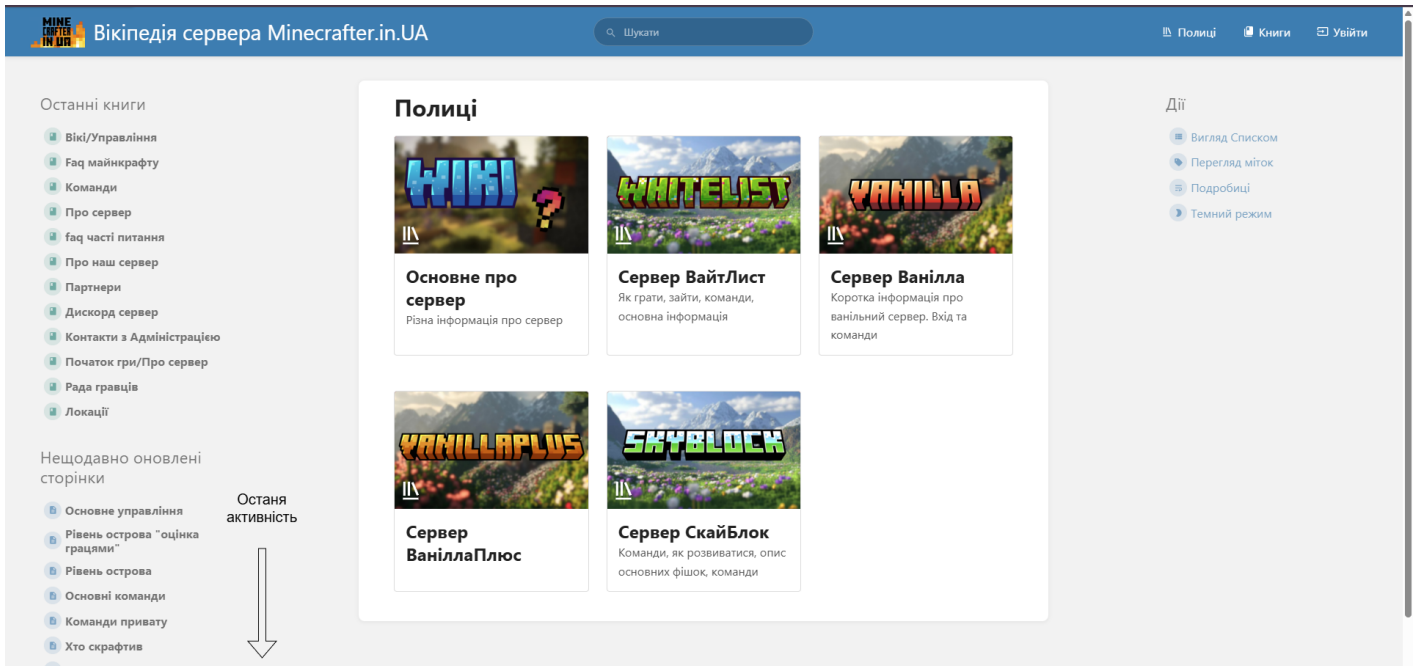 MINE
CRAFTER
IN UA
Вікіпедія сервера Minecrafter.in.UA
Шукати
Полиці
Книги
Увійти
Останні книги
Вікі/Управління
Faq майнкрафту
Команди
Про сервер
faq часті питання
Про наш сервер
Партнери
Дискорд сервер
Контакти з Адміністрацією
Початок гри/Про сервер
Рада гравців
Локації
Нещодавно оновлені
сторінки
Основне управління
Рівень острова "оцінка
грацями"
Рівень острова
Основні команди
Команди привату
Хто скрафтив
Остання
активність
Полиці
WIKI
Основне про
сервер
Різна інформація про сервер
WHITELIST
Сервер ВайтЛист
Як грати, зайти, команди,
основна інформація
VANILLA
Сервер Ванілла
Коротка інформація про
ванільний сервер. Вхід та
команди
VANILLAPLUS
Сервер
ВаніллаПлюс
SKYBLOCK
Сервер СкайБлок
Команди, як розвиватися, опис
основних фішок, команди
Дії
Вигляд Списком
Перегляд міток
Подробиці
Темний режим